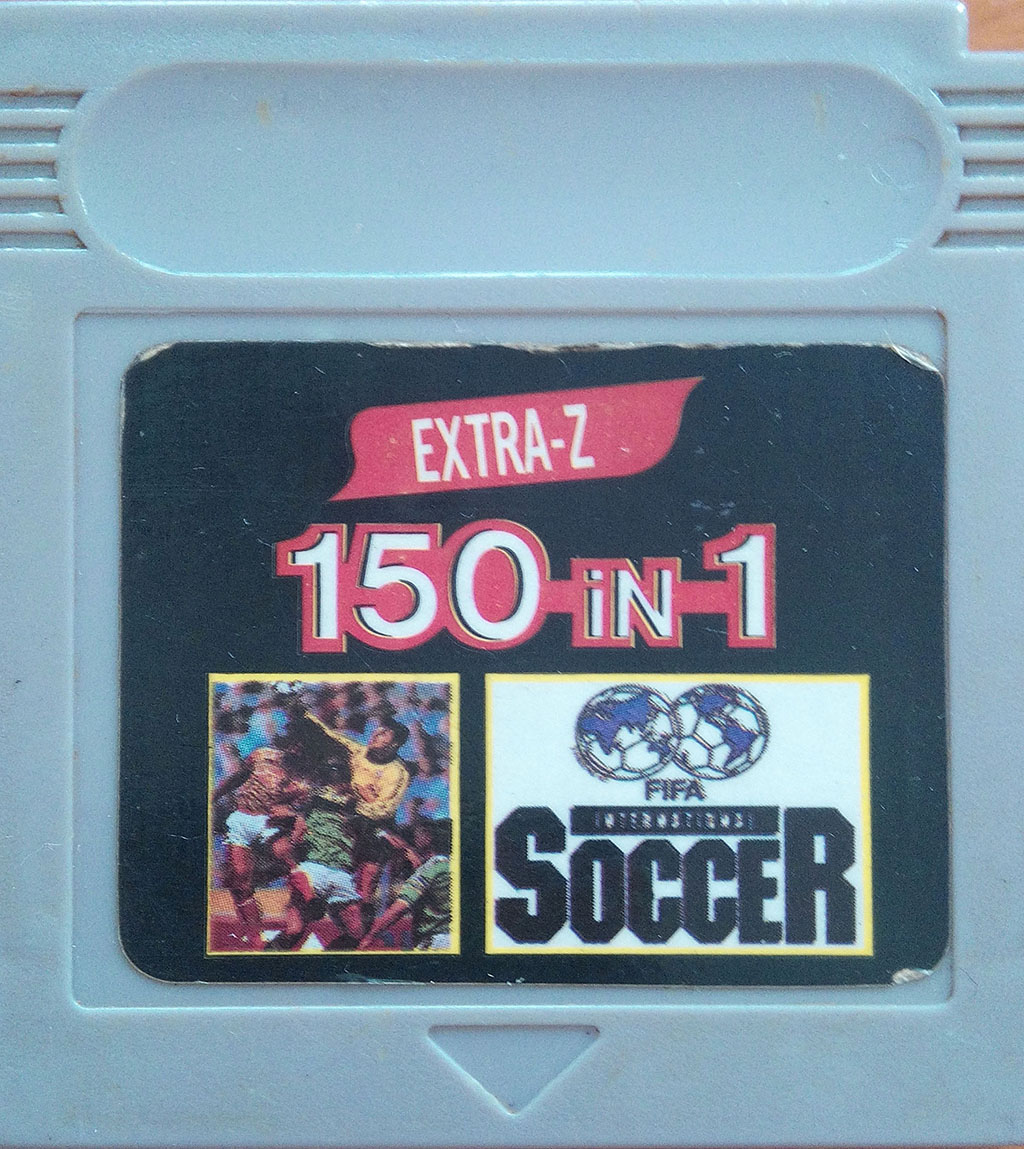 EXTRA-Z
150 iN 1
FIFA
INTERNATIONAL
SOCCER